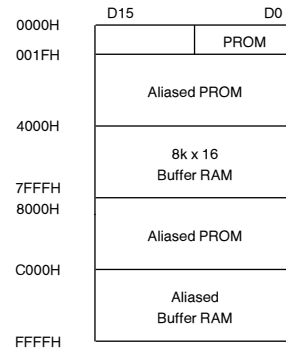 D15 D0
0000H
PROM
001FH
Aliased PROM
4000H
8k x 16
Buffer RAM
7FFFH
8000H
Aliased PROM
C000H
Aliased
Buffer RAM
FFFFH